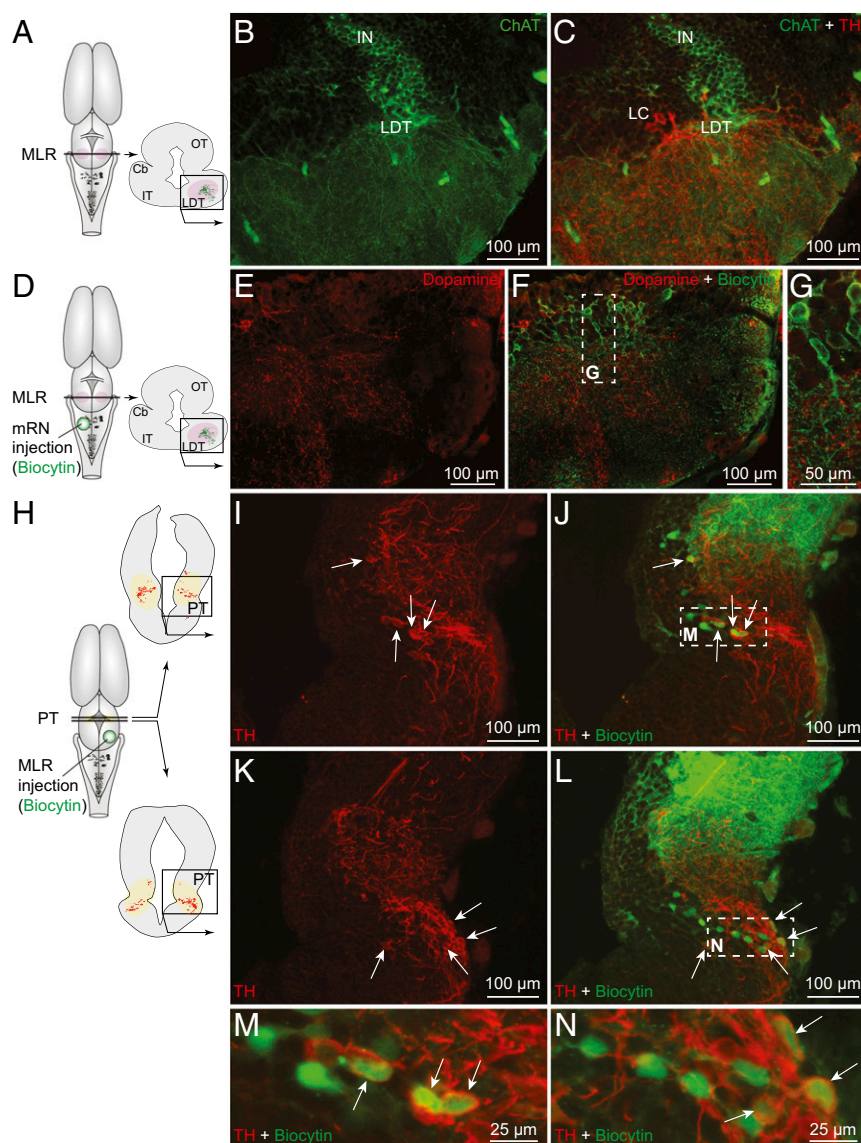 A
MLR
OT
Cb
IT
LDT
B
IN
ChAT
LDT
100 µm
C
IN
ChAT + TH
LC
LDT
100 µm
D
MLR
mRN
injection
(Biocytin)
OT
Cb
IT
LDT
E
Dopamine
100 µm
F
Dopamine + Biocytin
G
100 µm
G
50 µm
H
PT
PT
MLR
injection
(Biocytin)
PT
I
TH
100 µm
J
M
TH + Biocytin
100 µm
K
TH
100 µm
L
N
TH + Biocytin
100 µm
M
TH + Biocytin
25 µm
N
TH + Biocytin
25 µm